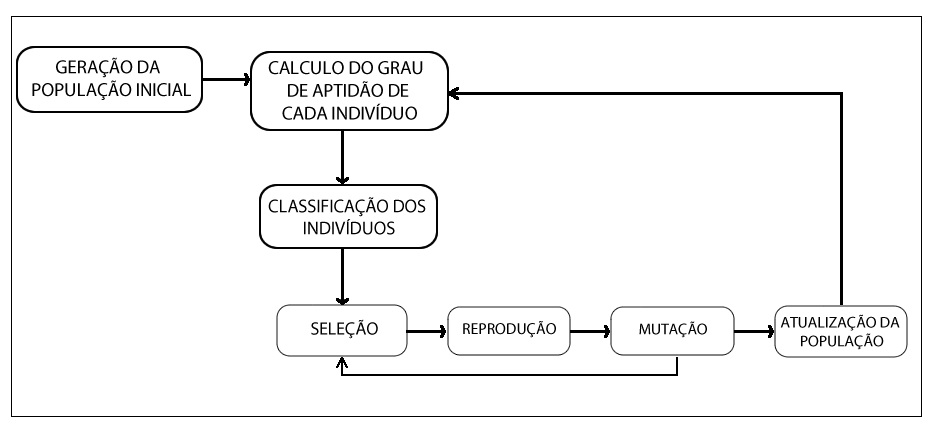 GERAÇÃO DA
POPULAÇÃO INICIAL
CALCULO DO GRAU
DE APTIDÃO DE
CADA INDIVÍDUO
CLASSIFICAÇÃO DOS
INDIVÍDUOS
SELEÇÃO
REPRODUÇÃO
MUTAÇÃO
ATUALIZAÇÃO DA
POPULAÇÃO